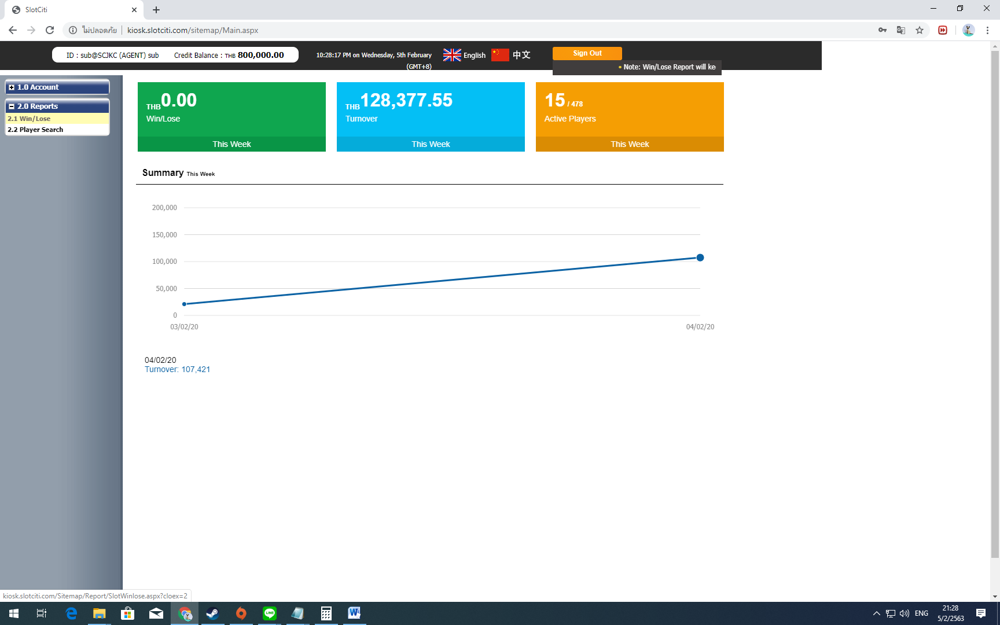 SlotCiti
ไม่ปลอดภัย
kiosk.slotciti.com/sitemap/Main.aspx
ID : sub@SCJKC (AGENT) sub
Credit Balance : THB 800,000.00
10:28:17 PM on Wednesday, 5th February
(GMT+8)
English
中文
Sign Out
• Note: Win/Lose Report will ke
1.0 Account
2.0 Reports
2.1 Win/Lose
2.2 Player Search
THB0.00
Win/Lose
This Week
THB128,377.55
Turnover
This Week
15 / 478
Active Players
This Week
Summary This Week
200,000
150,000
100,000
50,000
0
03/02/20
04/02/20
04/02/20
Turnover: 107,421
kiosk.slotciti.com/Sitemap/Report/SlotWinlose.aspx?cloex=2
LINE
W
ENG
21:28
5/2/2563